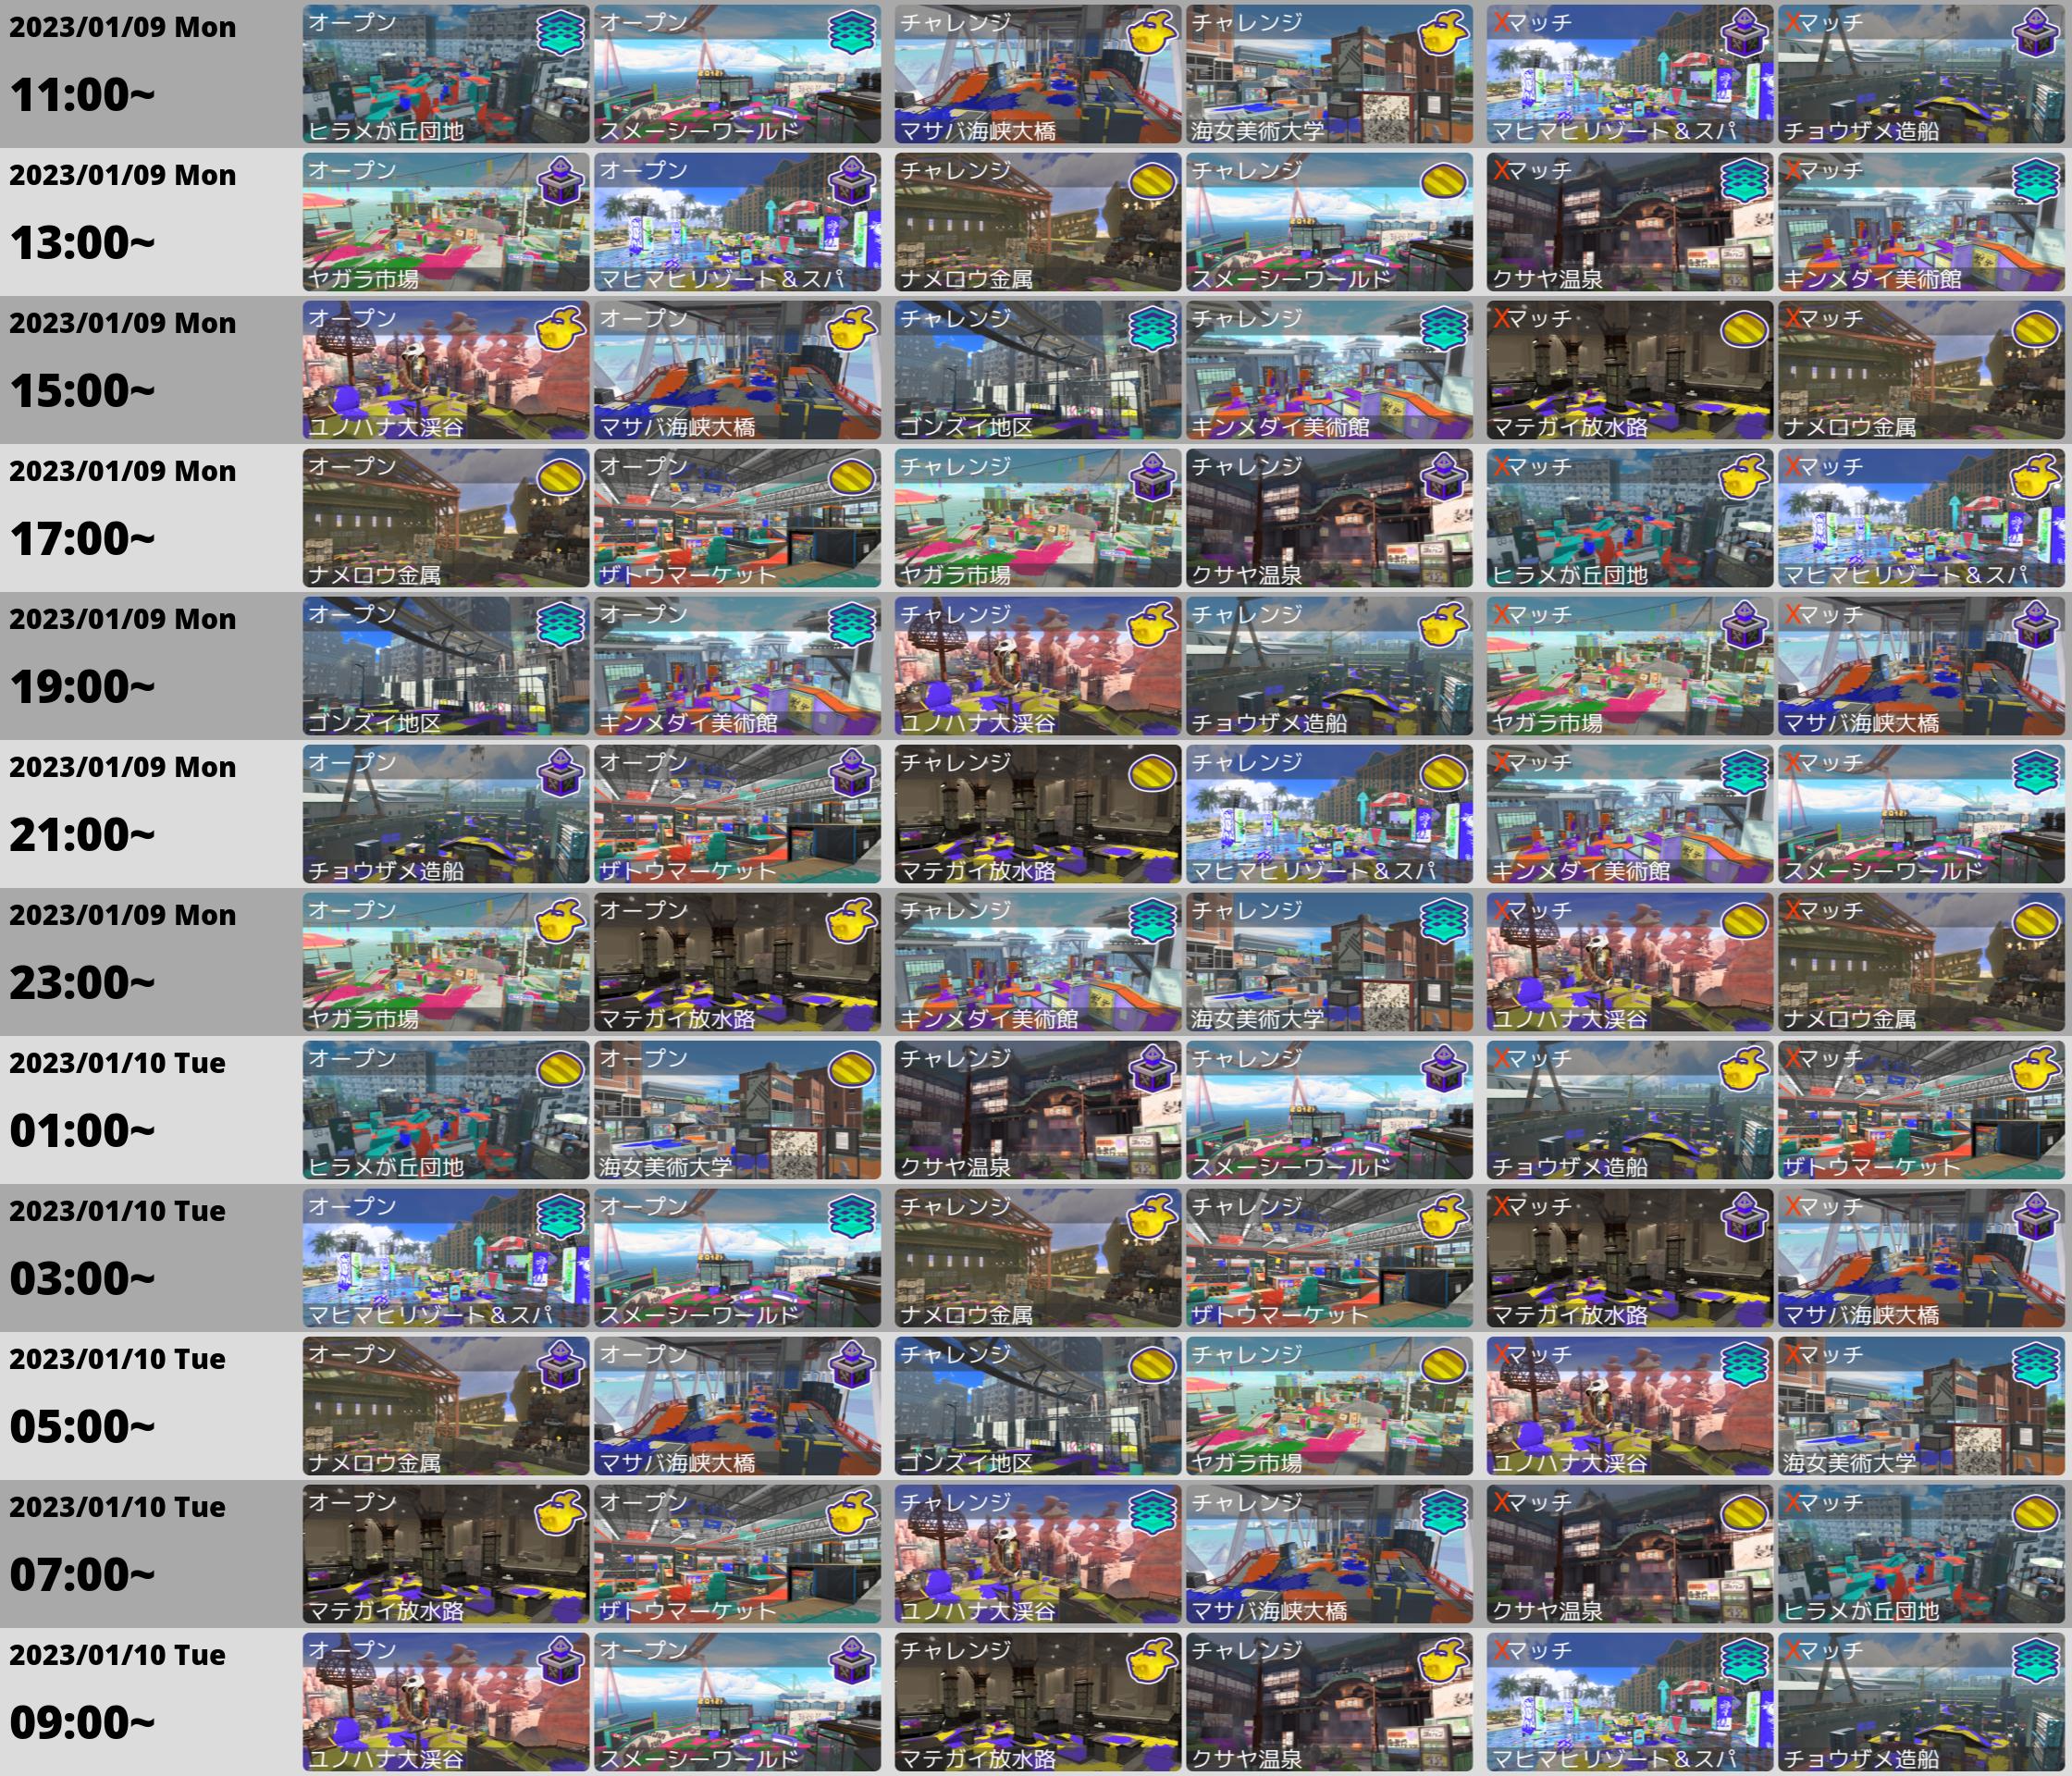 2023/01/09 Mon
11:00~
オープン オープン チャレンジ チャレンジ Xマッチ Xマッチ
ヒラメが丘団地 スメーシーワールド マサバ海峡大橋 海女美術大学 マヒマヒリゾート&スパ チョウザメ造船
2023/01/09 Mon
13:00~
オープン オープン チャレンジ チャレンジ Xマッチ Xマッチ
ヤガラ市場 マヒマヒリゾート&スパ ナメロウ金属 スメーシーワールド クサヤ温泉 キンメダイ美術館
2023/01/09 Mon
15:00~
オープン オープン チャレンジ チャレンジ Xマッチ Xマッチ
ユノハナ大渓谷 マサバ海峡大橋 ゴンズイ地区 キンメダイ美術館 マテガイ放水路 ナメロウ金属
2023/01/09 Mon
17:00~
オープン オープン チャレンジ チャレンジ Xマッチ Xマッチ
ナメロウ金属 ザトウマーケット ヤガラ市場 クサヤ温泉 ヒラメが丘団地 マヒマヒリゾート&スパ
2023/01/09 Mon
19:00~
オープン オープン チャレンジ チャレンジ Xマッチ Xマッチ
ゴンズイ地区 キンメダイ美術館 ユノハナ大渓谷 チョウザメ造船 ヤガラ市場 マサバ海峡大橋
2023/01/09 Mon
21:00~
オープン オープン チャレンジ チャレンジ Xマッチ Xマッチ
チョウザメ造船 ザトウマーケット マテガイ放水路 マヒマヒリゾート&スパ キンメダイ美術館 スメーシーワールド
2023/01/09 Mon
23:00~
オープン オープン チャレンジ チャレンジ Xマッチ Xマッチ
ヤガラ市場 マテガイ放水路 キンメダイ美術館 海女美術大学 ユノハナ大渓谷 ナメロウ金属
2023/01/10 Tue
01:00~
オープン オープン チャレンジ チャレンジ Xマッチ Xマッチ
ヒラメが丘団地 海女美術大学 クサヤ温泉 スメーシーワールド チョウザメ造船 ザトウマーケット
2023/01/10 Tue
03:00~
オープン オープン チャレンジ チャレンジ Xマッチ Xマッチ
マヒマヒリゾート&スパ スメーシーワールド ナメロウ金属 ザトウマーケット マテガイ放水路 マサバ海峡大橋
2023/01/10 Tue
05:00~
オープン オープン チャレンジ チャレンジ Xマッチ Xマッチ
ナメロウ金属 マサバ海峡大橋 ゴンズイ地区 ヤガラ市場 ユノハナ大渓谷 海女美術大学
2023/01/10 Tue
07:00~
オープン オープン チャレンジ チャレンジ Xマッチ Xマッチ
マテガイ放水路 ザトウマーケット ユノハナ大渓谷 マサバ海峡大橋 クサヤ温泉 ヒラメが丘団地
2023/01/10 Tue
09:00~
オープン オープン チャレンジ チャレンジ Xマッチ Xマッチ
ユノハナ大渓谷 スメーシーワールド マテガイ放水路 クサヤ温泉 マヒマヒリゾート&スパ チョウザメ造船